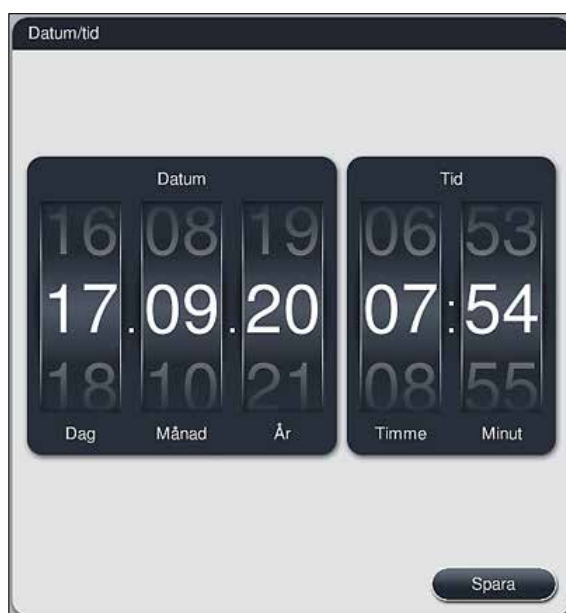 Datum/tid
Datum
Tid
16 08 19 06 53
17.09.20 07:54
18 10 21 08 55
Dag Månad År Timme Minut
Spara